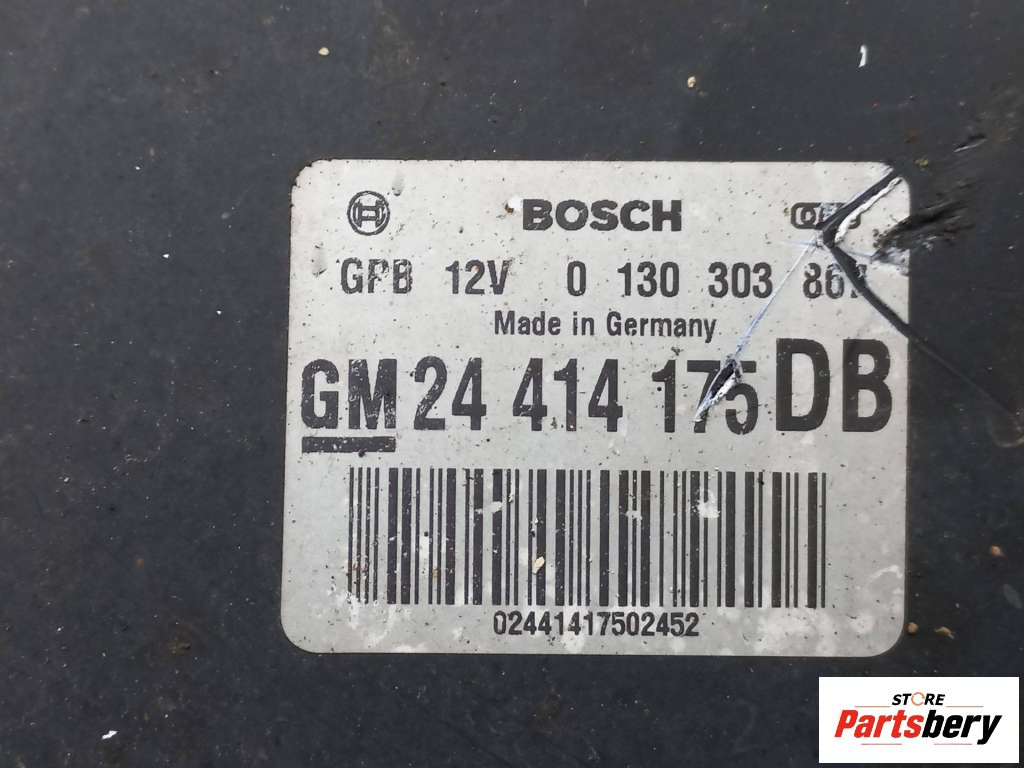 BOSCH
GPB 12V 0 130 303
Made in Germany
GM 24 414 175 DB
02441417502452
STORE
Partsbery